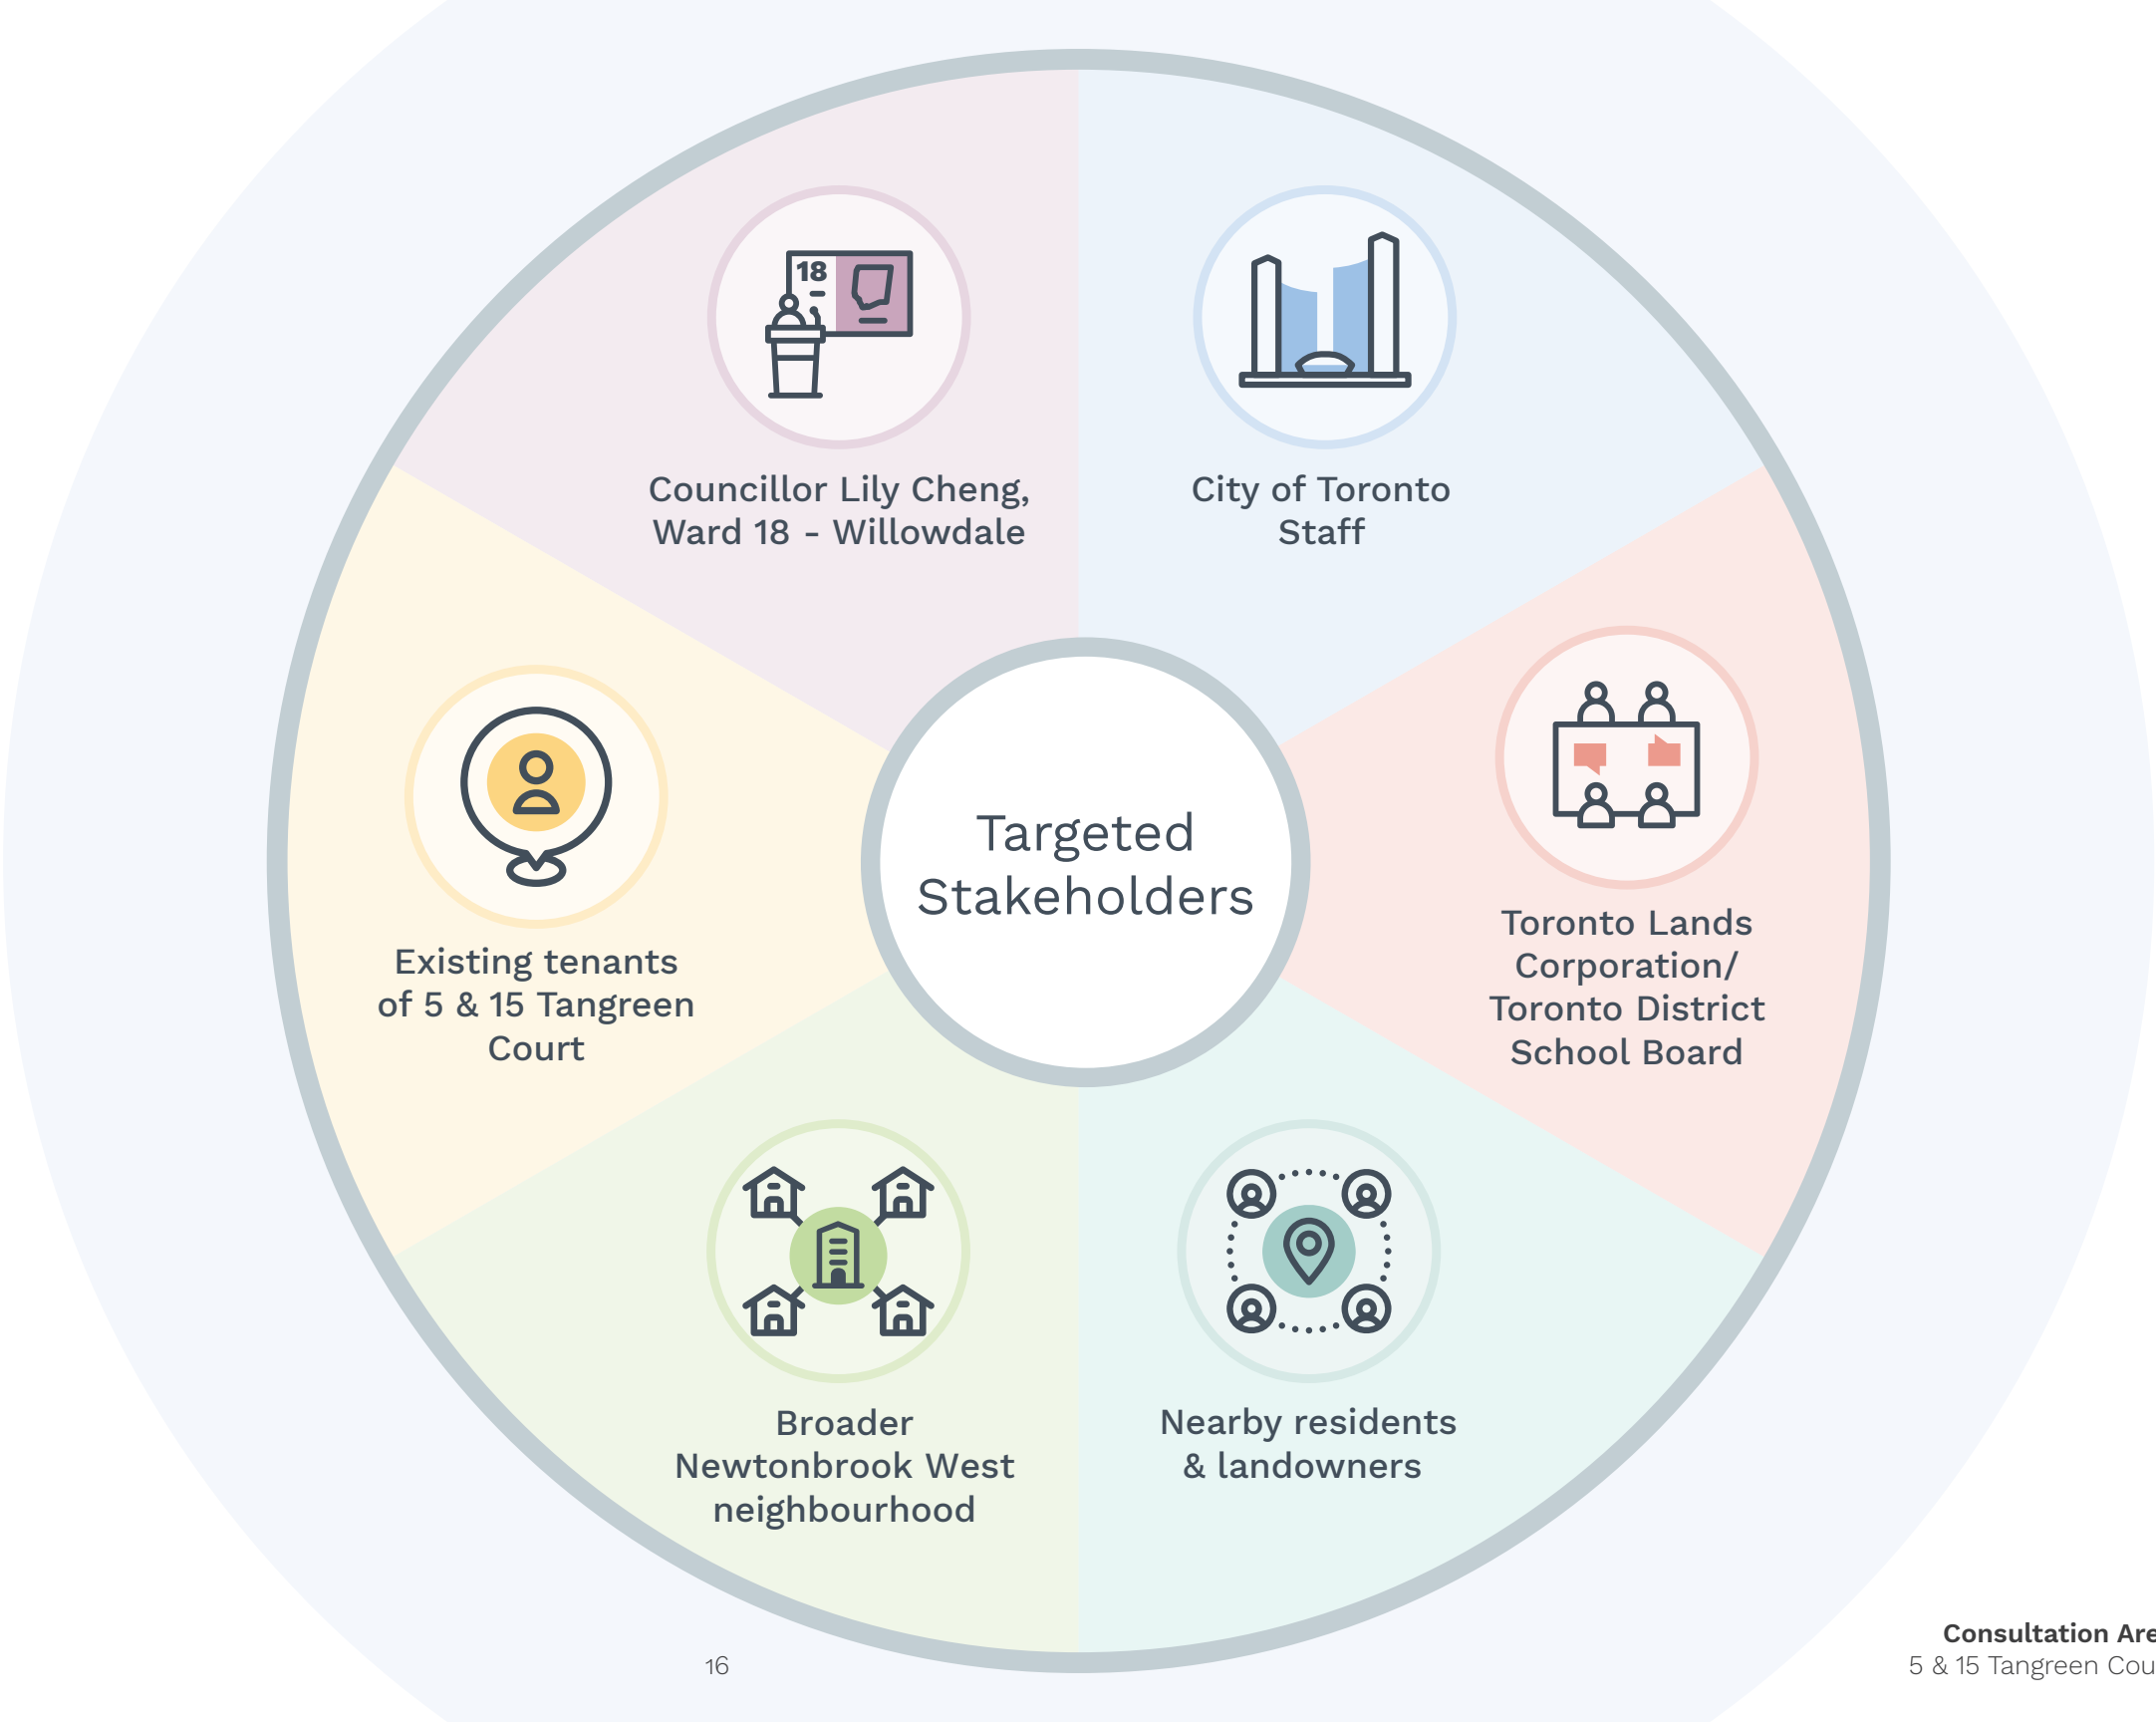 18
Councillor Lily Cheng,
Ward 18 - Willowdale
City of Toronto
Staff
Targeted
Stakeholders
Existing tenants
of 5 & 15 Tangreen
Court
Toronto Lands
Corporation/
Toronto District
School Board
Broader
Newtonbrook West
neighbourhood
Nearby residents
& landowners
16
Consultation
5 & 15 Tangreen